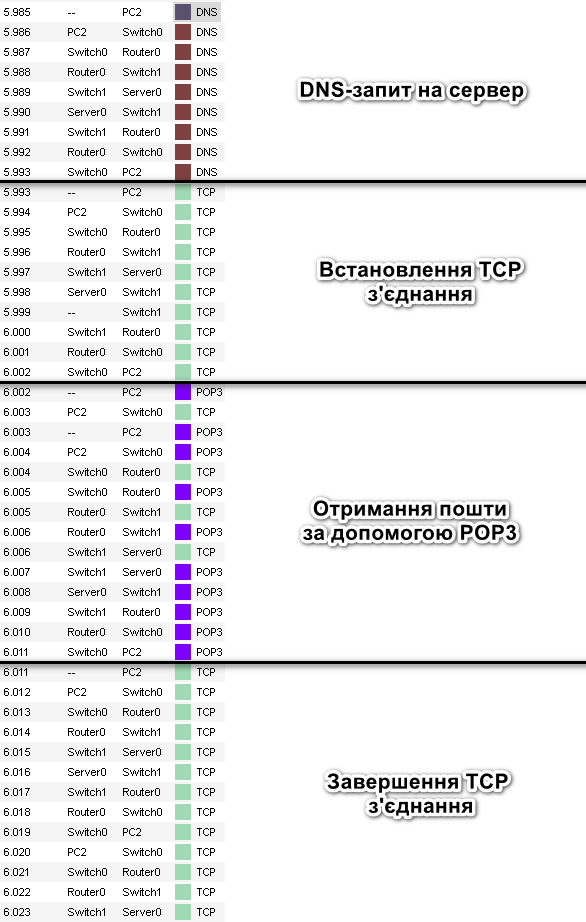 5.985 -- PC2 DNS
5.986 PC2 Switch0 DNS
5.987 Switch0 Router0 DNS
5.988 Router0 Switch1 DNS
5.989 Switch1 Server0 DNS
5.990 Server0 Switch1 DNS
5.991 Switch1 Router0 DNS
5.992 Router0 Switch0 DNS
5.993 Switch0 PC2 DNS
DNS-запит на сервер
5.993 -- PC2 TCP
5.994 PC2 Switch0 TCP
5.995 Switch0 Router0 TCP
5.996 Router0 Switch1 TCP
5.997 Switch1 Server0 TCP
5.998 Server0 Switch1 TCP
5.999 -- Switch1 TCP
6.000 Switch1 Router0 TCP
6.001 Router0 Switch0 TCP
6.002 Switch0 PC2 TCP
Встановлення TCP
з'єднання
6.002 -- PC2 POP3
6.003 PC2 Switch0 TCP
6.003 -- PC2 POP3
6.004 PC2 Switch0 POP3
6.004 Switch0 Router0 TCP
6.005 Switch0 Router0 POP3
6.005 Router0 Switch1 TCP
6.006 Router0 Switch1 POP3
6.006 Switch1 Server0 TCP
6.007 Switch1 Server0 POP3
6.008 Server0 Switch1 POP3
6.009 Switch1 Router0 POP3
6.010 Router0 Switch0 POP3
6.011 Switch0 PC2 POP3
Отримання пошти
за допомогою POP3
6.011 -- PC2 TCP
6.012 PC2 Switch0 TCP
6.013 Switch0 Router0 TCP
6.014 Router0 Switch1 TCP
6.015 Switch1 Server0 TCP
6.016 Server0 Switch1 TCP
6.017 Switch1 Router0 TCP
6.018 Router0 Switch0 TCP
6.019 Switch0 PC2 TCP
6.020 PC2 Switch0 TCP
6.021 Switch0 Router0 TCP
6.022 Router0 Switch1 TCP
6.023 Switch1 Server0 TCP
Завершення TCP
з'єднання